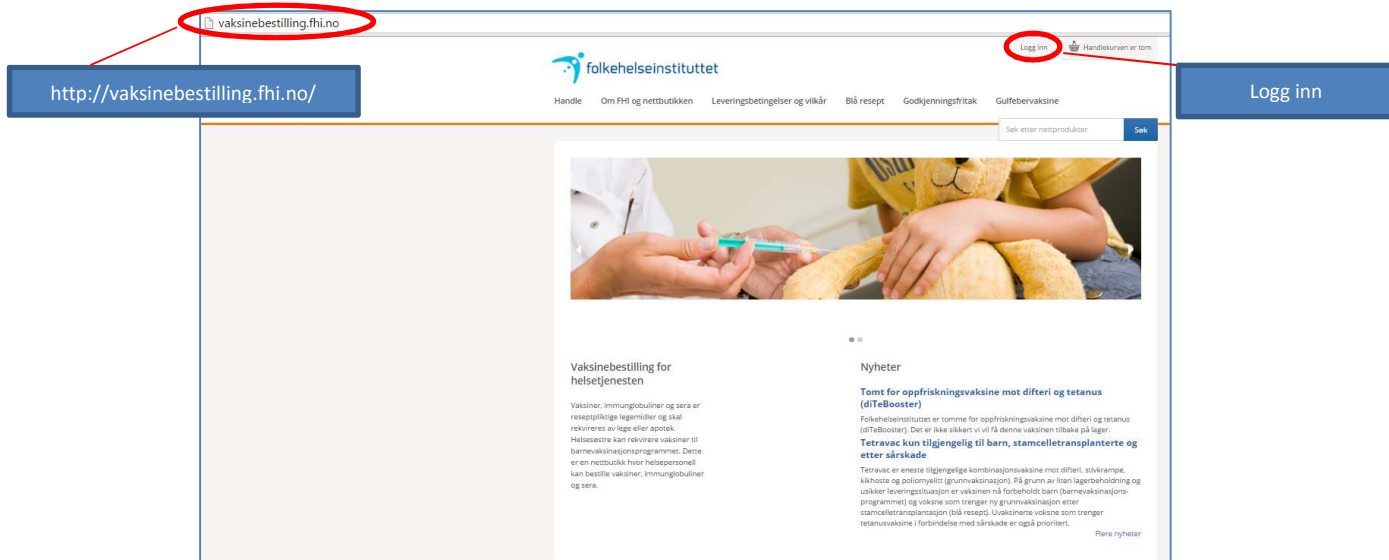 vaksinebestilling.fhi.no
Logg inn
Handlekurven er tom
http://vaksinebestilling.fhi.no/
folkehelseinstituttet
Logg inn
Handle Om FHI og nettbutikken Leveringsbetingelser og vilkår Blå resept Godkjenningsfritak Gulfebervaksine
Søk etter nettprodukter
Søk
Vaksinebestilling for
helsetjenesten
Vaksiner, immunglobuliner og sera er
reseptpliktige legemidler og skal
rekvireres av lege eller apotek.
Helsesøstre kan rekvirere vaksiner til
barnevaksinasjonsprogrammet. Dette
er en nettbutikk hvor helsepersonell
kan bestille vaksiner, immunglobuliner
og sera.
Nyheter
Tomt for oppfriskningsvaksine mot difteri og tetanus
(diTeBooster)
Folkehelseinstituttet er tomme for oppfriskningsvaksine mot difteri og tetanus
(diTeBooster). Det er ikke sikkert vi vil få denne vaksinen tilbake på lager.
Tetravac kun tilgjengelig til barn, stamcelletransplanterte og
etter sårskade
Tetravac er eneste tilgjengelige kombinasjonsvaksine mot difteri, stivkrampe,
kikhoste og poliomyelitt (grunnvaksinasjon). På grunn av liten lagerbeholdning og
usikker leveringssituasjon er vaksinen nå forbeholdt barn (barnevaksinasjons-
programmet) og voksne som trenger ny grunnvaksinasjon etter
stamcelletransplantasjon (blå resept). Uvaksinerte voksne som trenger
tetanusvaksine i forbindelse med sårskade er også prioritert.
Flere nyheter